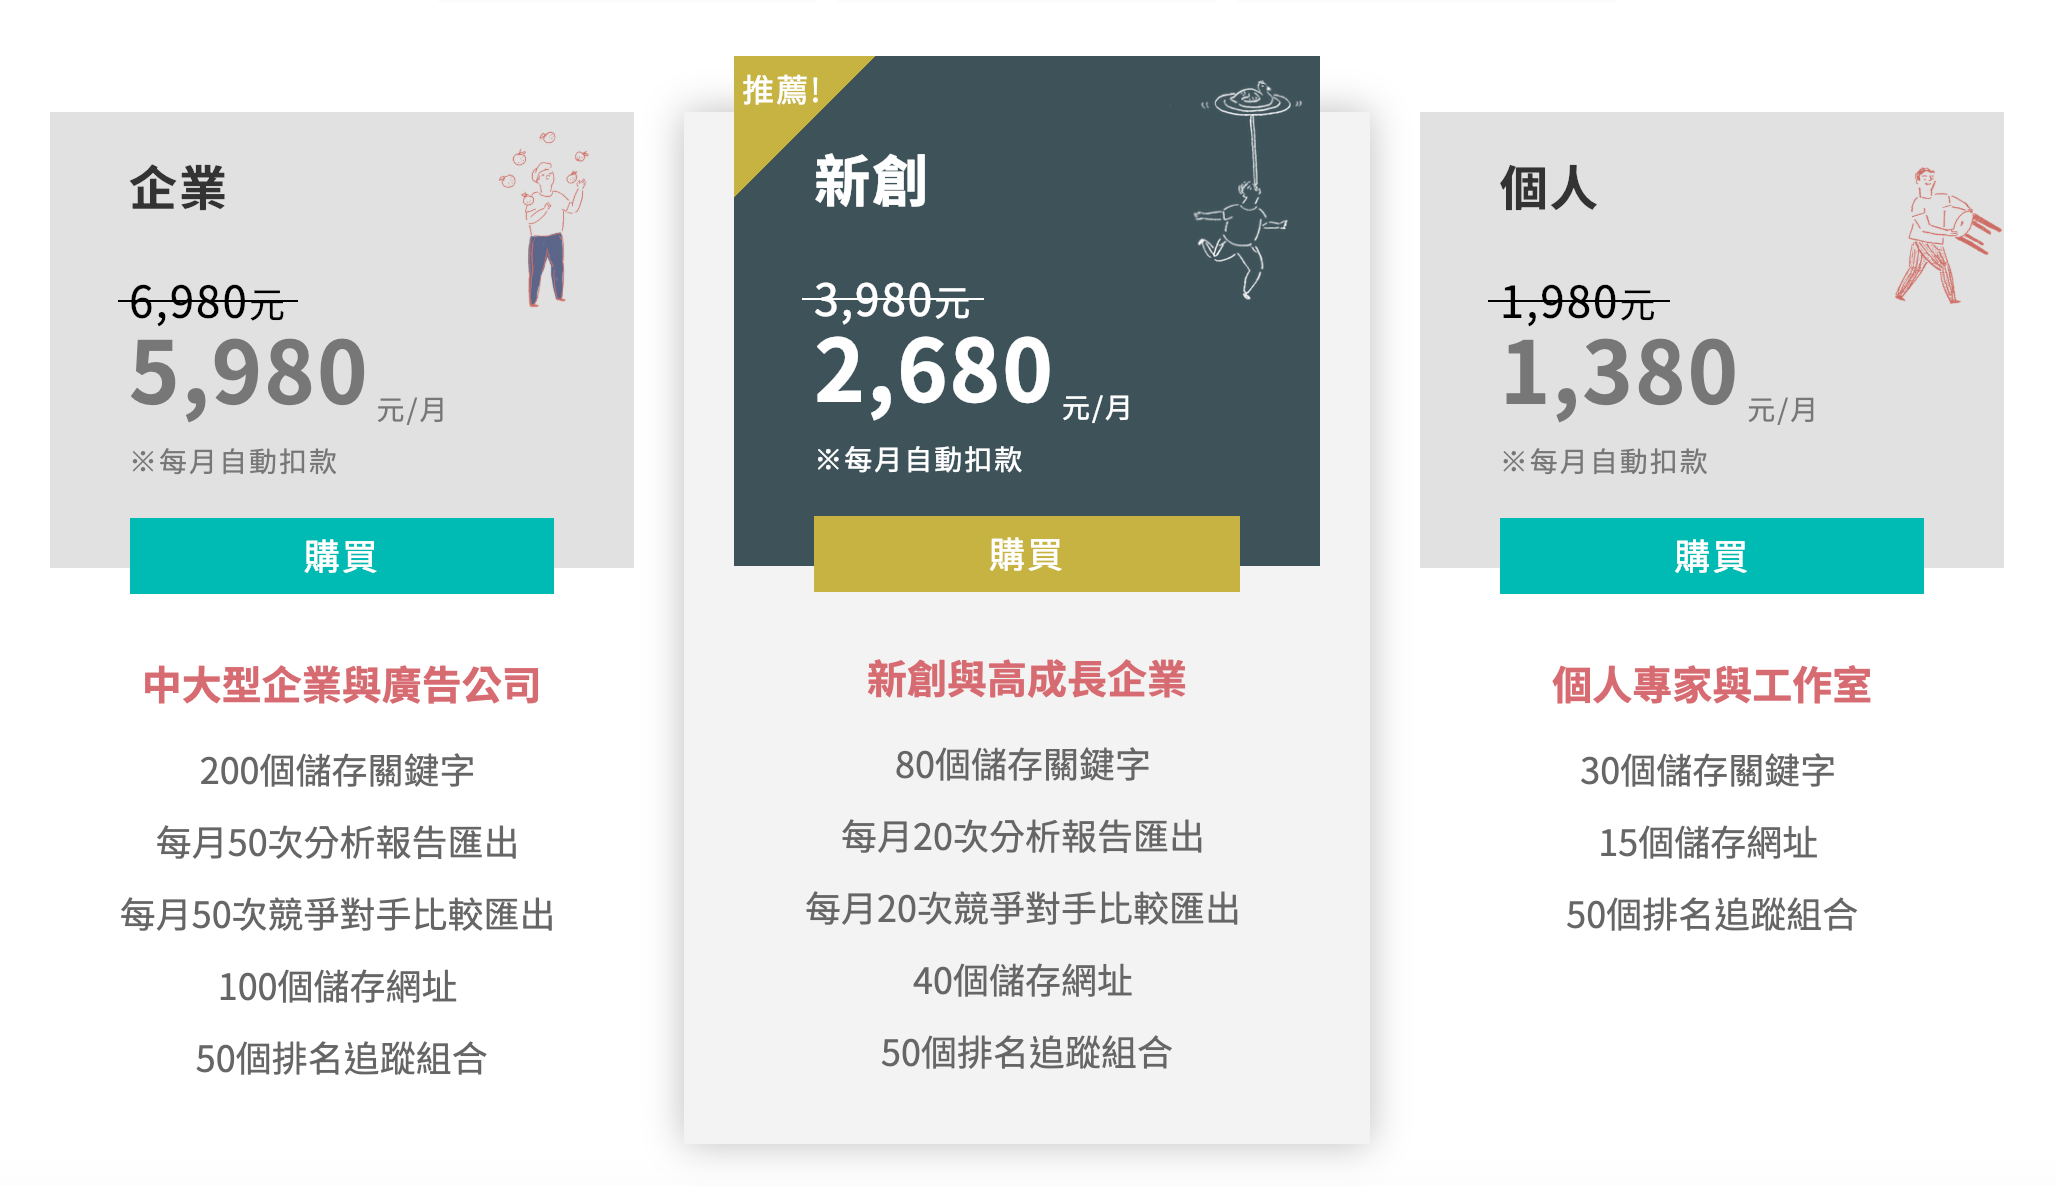 企業
6,980元
5,980 元/月
※每月自動扣款
購買
中大型企業與廣告公司
200個儲存關鍵字
每月50次分析報告匯出
每月50次競爭對手比較匯出
100個儲存網址
50個排名追蹤組合
推薦!
新創
3,980元
2,680 元/月
※每月自動扣款
購買
新創與高成長企業
80個儲存關鍵字
每月20次分析報告匯出
每月20次競爭對手比較匯出
40個儲存網址
50個排名追蹤組合
個人
1,980元
1,380 元/月
※每月自動扣款
購買
個人專家與工作室
30個儲存關鍵字
15個儲存網址
50個排名追蹤組合